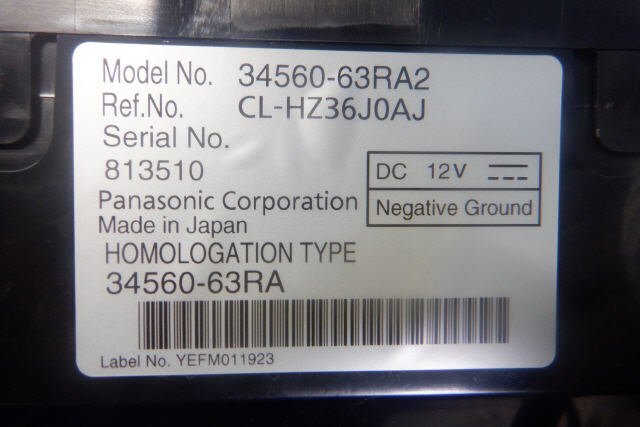 Model No. 34560-63RA2
Ref.No. CL-HZ36J0AJ
Serial No.
813510
DC 12V
Panasonic Corporation
Negative Ground
Made in Japan
HOMOLOGATION TYPE
34560-63RA
Label No. YEFM011923